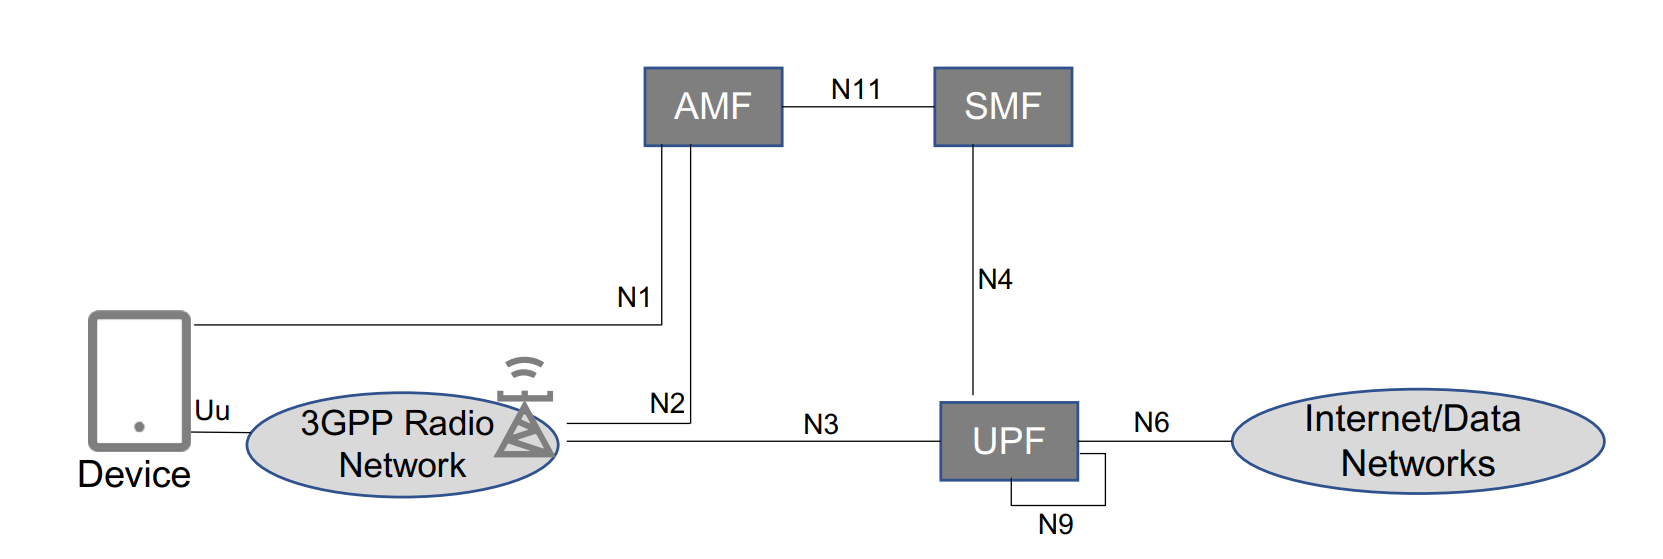 AMF
N11
SMF
N1
N4
N2
Uu
3GPP Radio
Network
N3
UPF
N6
Internet/Data
Networks
Device
N9